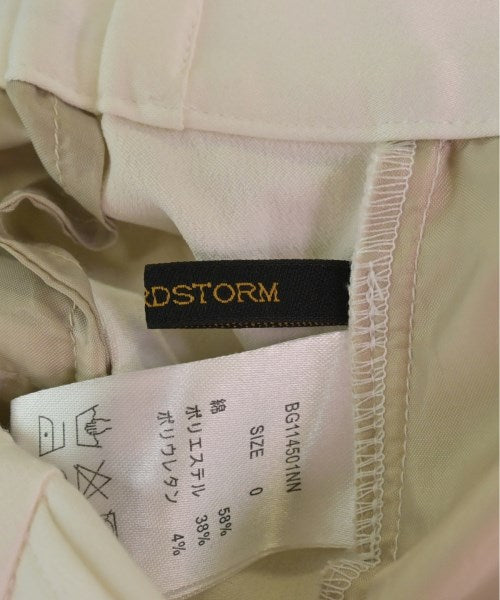 RDSTORM
BG114501NN
SIZE 0
綿 58%
ポリエステル 38%
ポリウレタン 4%